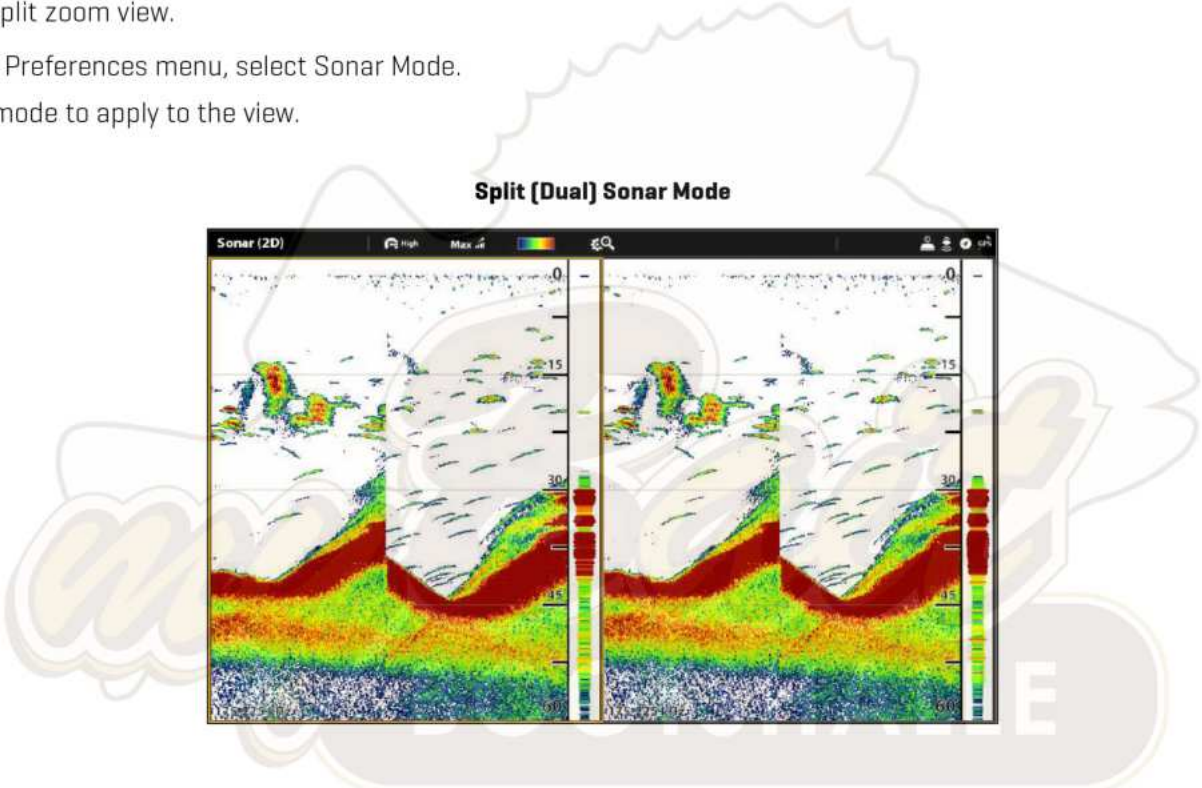 plit zoom view.
Preferences menu, select Sonar Mode.
mode to apply to the view.
Split (Dual) Sonar Mode
Sonar (2D) High Max GPS
0 0
15 15
30 30
45 45
60 60